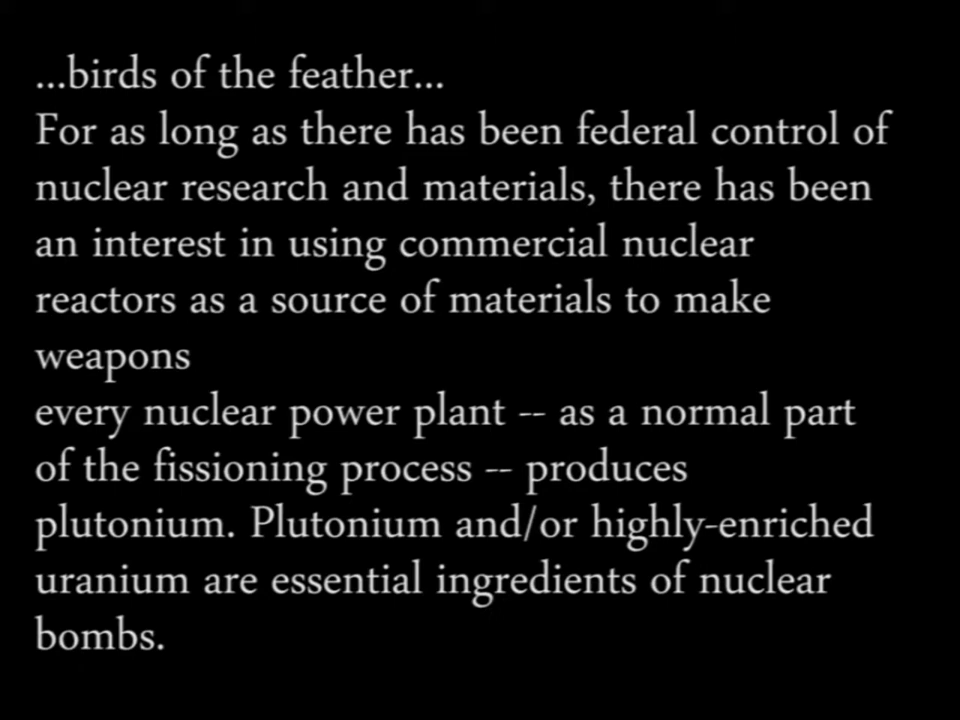 ...birds of the feather...
For as long as there has been federal control of
nuclear research and materials, there has been
an interest in using commercial nuclear
reactors as a source of materials to make
weapons
every nuclear power plant -- as a normal part
of the fissioning process -- produces
plutonium. Plutonium and/or highly-enriched
uranium are essential ingredients of nuclear
bombs.